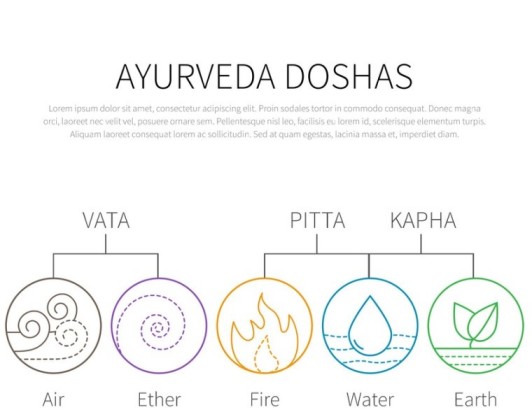 AYURVEDA DOSHAS
Lorem ipsum dolor sit amet, consectetur adipiscing elit. Proin sodales tortor in commodo consequat. Donec magna
orci, laoreet nec velit vel, posuere ornare sem. Pellentesque nisl leo, facilisis eu lorem id, scelerisque elementum turpis.
Aliquam laoreet consequat lorem ac sollicitudin. Sed at quam egestas, lacinia massa et, imperdiet diam.
VATA PITTA KAPHA
Air Ether Fire Water Earth